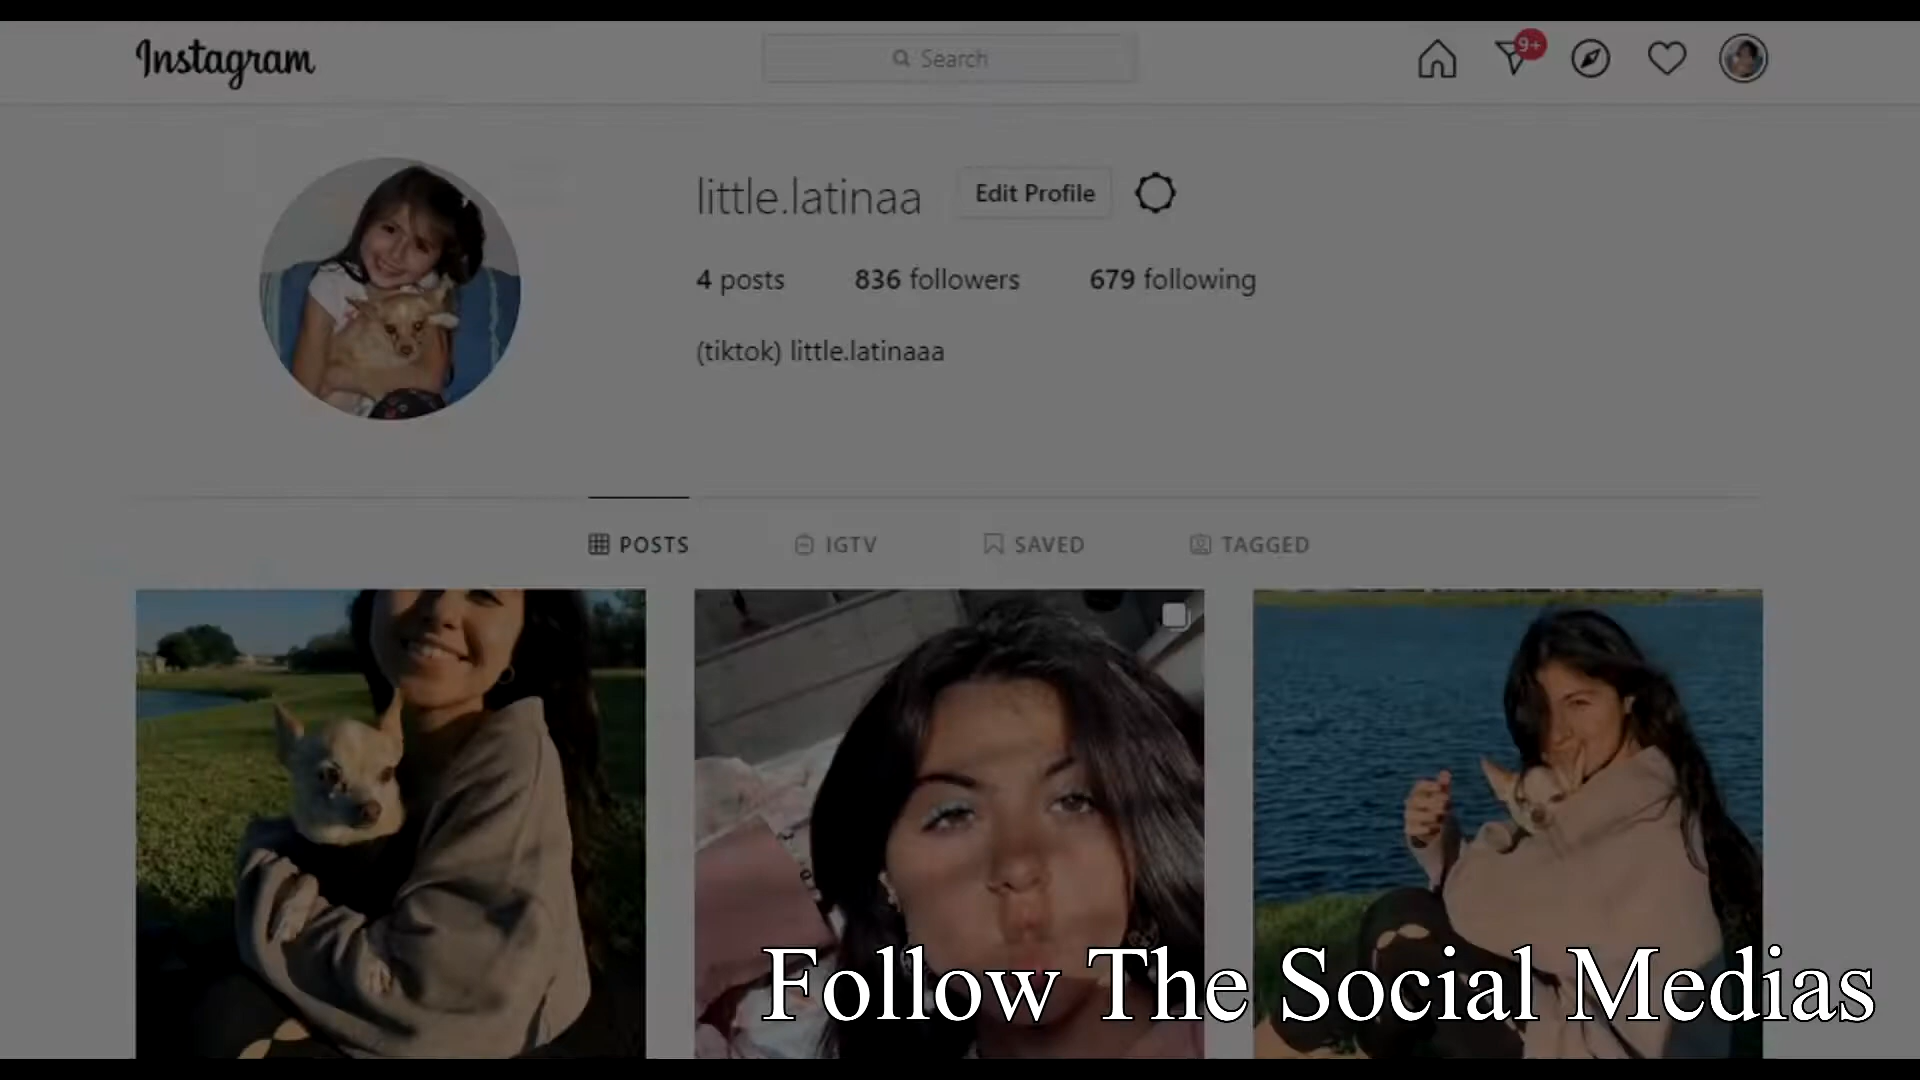 Instagram
Search
9+
little.latinaa
Edit Profile
4 posts
836 followers
679 following
(tiktok) little.latinaaa
POSTS
IGTV
SAVED
TAGGED
Follow The Social Medias